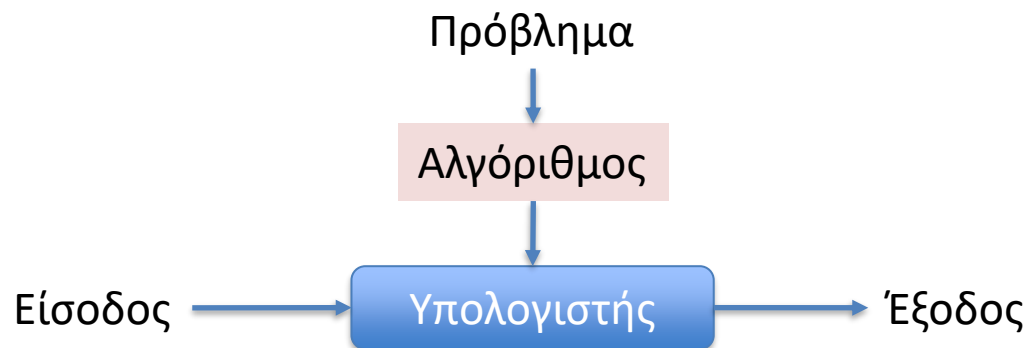 Πρόβλημα
Αλγόριθμος
Είσοδος
Υπολογιστής
Έξοδος